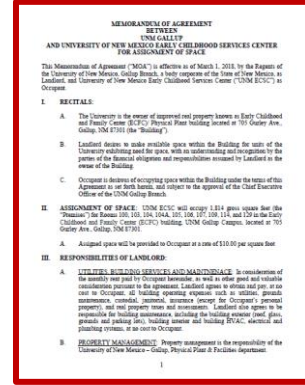 MEMORANDUM OF AGREEMENT
BETWEEN
UNM GALLUP
AND UNIVERSITY OF NEW MEXICO EARLY CHILDHOOD SERVICES CENTER
FOR ASSIGNMENT OF SPACE
This Memorandum of Agreement ("MOA") is effective as of March 1, 2018, by the Regents of
the University of New Mexico, Gallup Branch, a body corporate of the State of New Mexico, as
Landlord, and University of New Mexico Early Childhood Services Center ("UNM ECSC") as
Occupant.
I. RECITALS:
A. The University is the owner of improved real property known as Early Childhood
and Family Center (ECFC) Physical Plant building located at 705 Gurley Ave.,
Gallup, NM 87301 (the "Building").
B. Landlord desires to make available space within the Building for units of the
University exhibiting need for space, with an understanding and recognition by the
parties of the financial obligation and responsibilities assumed by Landlord as the
owner of the Building.
C. Occupant is desirous of occupying space within the Building under the terms of this
Agreement as set forth herein, and subject to the approval of the Chief Executive
Officer of the UNM Gallup Branch.
II. ASSIGNMENT OF SPACE: UNM ECSC will occupy 1,814 gross square feet (the
"Premises") for Rooms 100, 103, 104, 104A, 105, 106, 107, 109, 114, and 129 in the Early
Childhood and Family Center (ECFC) building, UNM Gallup Campus, located at 705
Gurley Ave., Gallup, NM 87301.
A. Assigned space will be provided to Occupant at a rate of $10.00 per square feet
III. RESPONSIBILITIES OF LANDLORD:
A. UTILITIES, BUILDING SERVICES AND MAINTNENACE: In consideration of
the monthly rent paid by Occupant hereunder, as well as other good and valuable
consideration pursuant to the agreement, Landlord agrees to obtain and pay, at no
cost to Occupant, all building operating expenses such as utilities, grounds
maintenance, custodial, janitorial, insurance (except for Occupant's personal
property), and real property taxes and assessments. Landlord also agrees to be
responsible for building maintenance, including the building exterior (roof, glass,
grounds and parking lots), building interior and building HVAC, electrical and
plumbing systems, at no cost to Occupant.
B. PROPERTY MANAGEMENT: Property management is the responsibility of the
University of New Mexico – Gallup, Physical Plant & Facilities department.
1